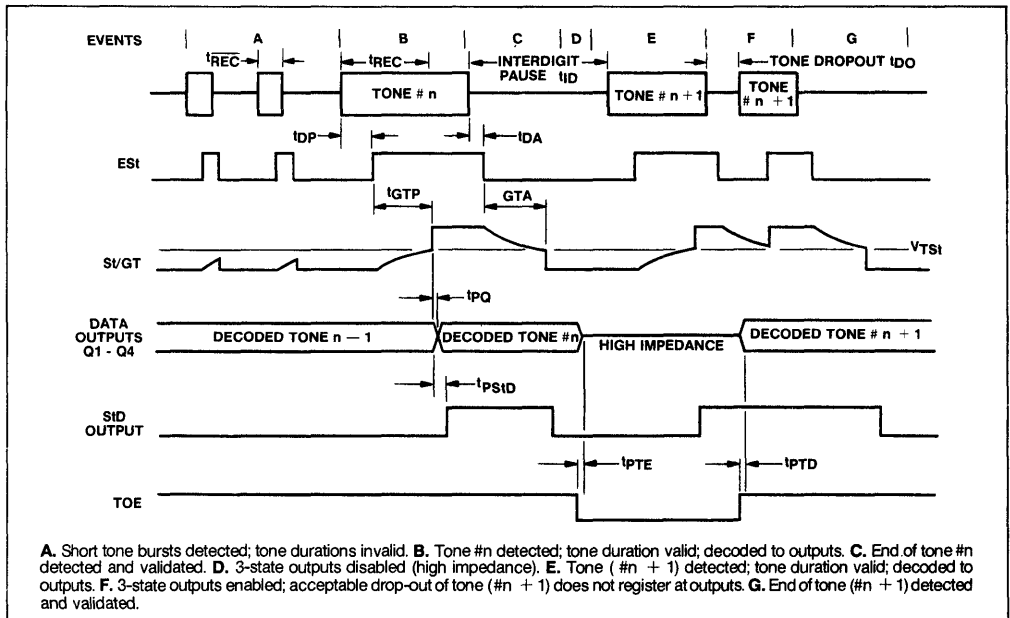 EVENTS A B C D E F G
tREC tREC INTERDIGIT PAUSE tID TONE DROPOUT tDO
TONE # n TONE # n + 1 TONE # n + 1
tDP tDA
ESt
tGTP GTA
VTSt
St/GT
tPQ
DATA OUTPUTS Q1 - Q4
DECODED TONE n — 1 DECODED TONE #n HIGH IMPEDANCE DECODED TONE # n + 1
tPStD
StD OUTPUT
tPTE tPTD
TOE
A. Short tone bursts detected; tone durations invalid. B. Tone #n detected; tone duration valid; decoded to outputs. C. End of tone #n
detected and validated. D. 3-state outputs disabled (high impedance). E. Tone ( #n + 1) detected; tone duration valid; decoded to
outputs. F. 3-state outputs enabled; acceptable drop-out of tone (#n + 1) does not register at outputs. G. End of tone (#n + 1) detected
and validated.